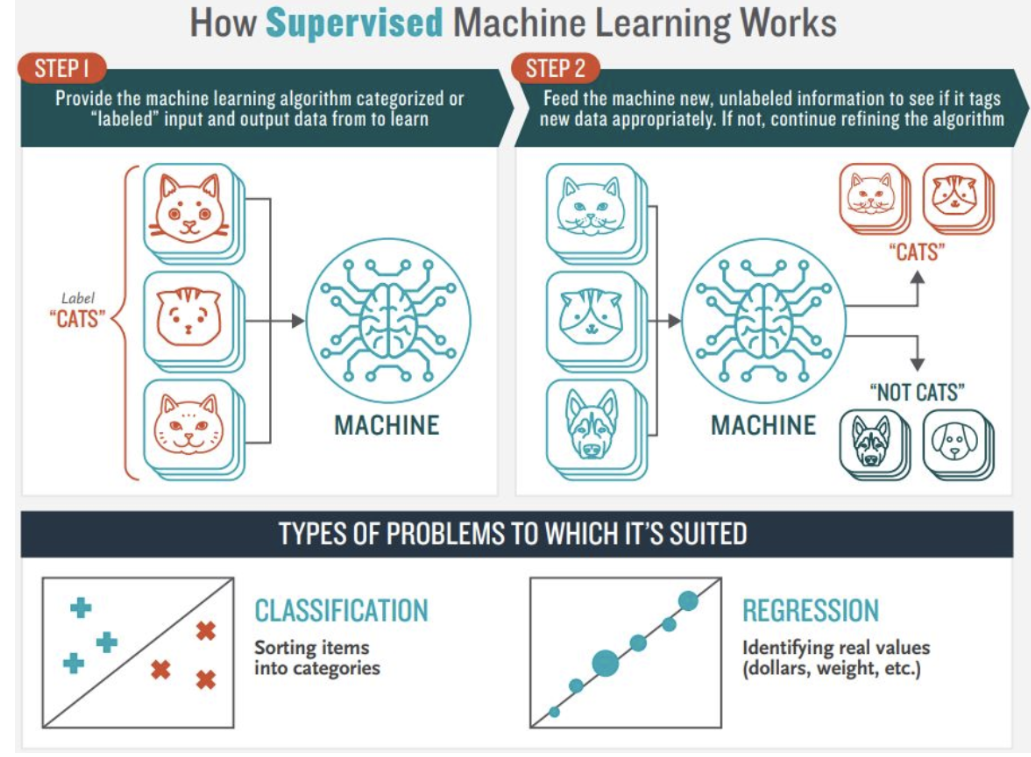 How Supervised Machine Learning Works
STEP 1
Provide the machine learning algorithm categorized or
"labeled" input and output data from to learn
Label
"CATS"
MACHINE
STEP 2
Feed the machine new, unlabeled information to see if it tags
new data appropriately. If not, continue refining the algorithm
MACHINE
"CATS"
"NOT CATS"
TYPES OF PROBLEMS TO WHICH IT'S SUITED
CLASSIFICATION
Sorting items
into categories
REGRESSION
Identifying real values
(dollars, weight, etc.)